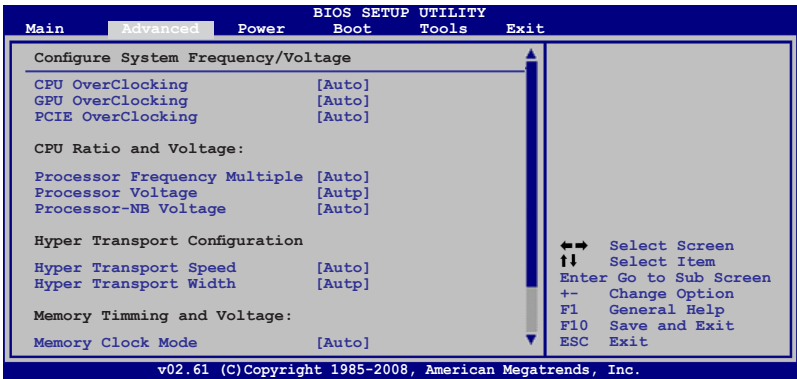 BIOS SETUP UTILITY
Main Advanced Power Boot Tools Exit
Configure System Frequency/Voltage
CPU OverClocking [Auto]
GPU OverClocking [Auto]
PCIE OverClocking [Auto]
CPU Ratio and Voltage:
Processor Frequency Multiple [Auto]
Processor Voltage [Autp]
Processor-NB Voltage [Auto]
Hyper Transport Configuration
Hyper Transport Speed [Auto]
Hyper Transport Width [Autp]
Memory Timming and Voltage:
Memory Clock Mode [Auto]
←→ Select Screen
↑↓ Select Item
Enter Go to Sub Screen
+- Change Option
F1 General Help
F10 Save and Exit
ESC Exit
v02.61 (C)Copyright 1985-2008, American Megatrends, Inc.